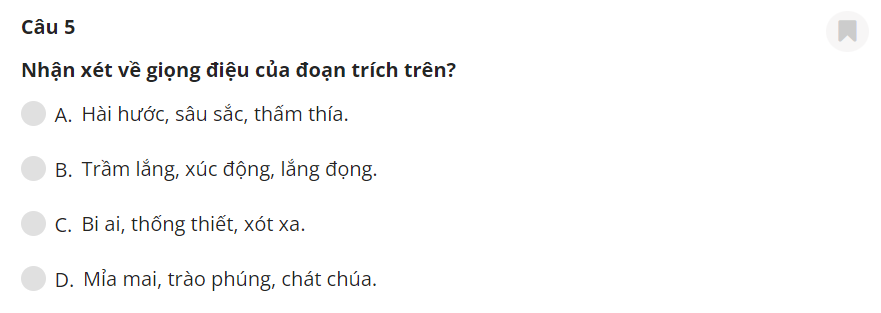 Câu 5
Nhận xét về giọng điệu của đoạn trích trên?
A. Hài hước, sâu sắc, thấm thía.
B. Trầm lắng, xúc động, lắng đọng.
C. Bi ai, thống thiết, xót xa.
D. Mỉa mai, trào phúng, chát chúa.